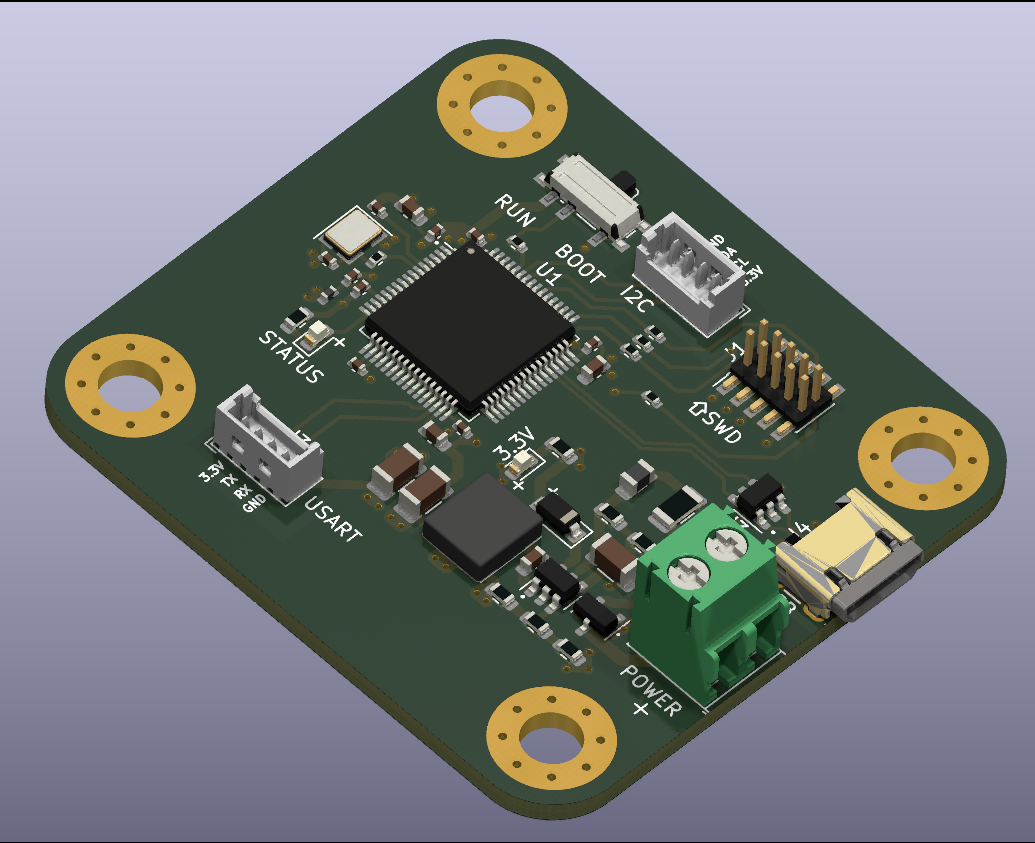 RUN
BOOT
U1
I2C
STATUS
+
SWD
3.3V
+
3.3V
TX
RX
GND
USART
POWER
+